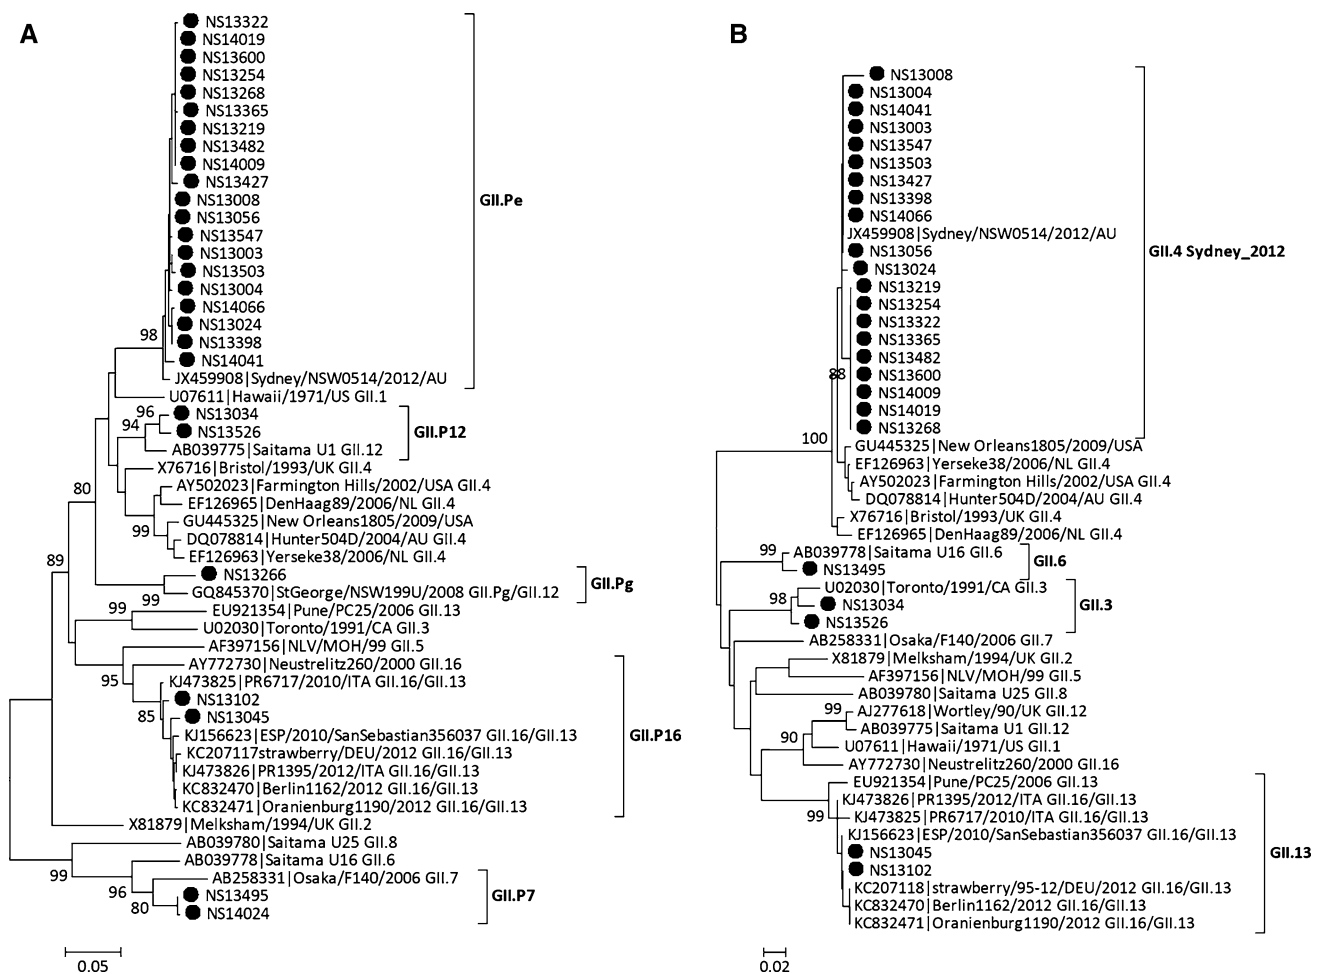 A
NS13322
NS14019
NS13600
NS13254
NS13268
NS13365
NS13219
NS13482
NS14009
NS13427
NS13008
GII.Pe
NS13056
NS13547
NS13003
NS13503
NS13004
NS14066
NS13024
98
NS13398
NS14041
JX459908|Sydney/NSW0514/2012/AU
U07611|Hawaii/1971/US GII.1
96
NS13034
94
NS13526
GII.P12
AB039775|Saitama U1 GII.12
X76716|Bristol/1993/UK GII.4
80
AY502023|Farmington Hills/2002/USA GII.4
EF126965|DenHaag89/2006/NL GII.4
GU445325|New Orleans1805/2009/USA
99
DQ078814|Hunter504D/2004/AU GII.4
EF126963|Yerseke38/2006/NL GII.4
89
NS13266
GII.Pg
99
GQ845370|StGeorge/NSW199U/2008 GII.Pg/GII.12
99
EU921354|Pune/PC25/2006 GII.13
U02030|Toronto/1991/CA GII.3
AF397156|NLV/MOH/99 GII.5
AY772730|Neustrelitz260/2000 GII.16
95
KJ473825|PR6717/2010/ITA GII.16/GII.13
NS13102
85
NS13045
KJ156623|ESP/2010/SanSebastian356037 GII.16/GII.13
GII.P16
KC207117strawberry/DEU/2012 GII.16/GII.13
KJ473826|PR1395/2012/ITA GII.16/GII.13
KC832470|Berlin1162/2012 GII.16/GII.13
KC832471|Oranienburg1190/2012 GII.16/GII.13
X81879|Melksham/1994/UK GII.2
AB039780|Saitama U25 GII.8
AB039778|Saitama U16 GII.6
99
AB258331|Osaka/F140/2006 GII.7
96
NS13495
GII.P7
80
NS14024
0.05
B
NS13008
NS13004
NS14041
NS13003
NS13547
NS13503
NS13427
NS13398
NS14066
JX459908|Sydney/NSW0514/2012/AU
NS13056
GII.4 Sydney_2012
NS13024
NS13219
NS13254
NS13322
NS13365
NS13482
88
NS13600
NS14009
NS14019
NS13268
100
GU445325|New Orleans1805/2009/USA
EF126963|Yerseke38/2006/NL GII.4
AY502023|Farmington Hills/2002/USA GII.4
DQ078814|Hunter504D/2004/AU GII.4
X76716|Bristol/1993/UK GII.4
EF126965|DenHaag89/2006/NL GII.4
99
AB039778|Saitama U16 GII.6
GII.6
NS13495
U02030|Toronto/1991/CA GII.3
98
NS13034
GII.3
NS13526
AB258331|Osaka/F140/2006 GII.7
X81879|Melksham/1994/UK GII.2
AF397156|NLV/MOH/99 GII.5
AB039780|Saitama U25 GII.8
99
AJ277618|Wortley/90/UK GII.12
AB039775|Saitama U1 GII.12
90
U07611|Hawaii/1971/US GII.1
AY772730|Neustrelitz260/2000 GII.16
EU921354|Pune/PC25/2006 GII.13
KJ473826|PR1395/2012/ITA GII.16/GII.13
99
KJ473825|PR6717/2010/ITA GII.16/GII.13
KJ156623|ESP/2010/SanSebastian356037 GII.16/GII.13
NS13045
GII.13
NS13102
KC207118|strawberry/95-12/DEU/2012 GII.16/GII.13
KC832470|Berlin1162/2012 GII.16/GII.13
KC832471|Oranienburg1190/2012 GII.16/GII.13
0.02